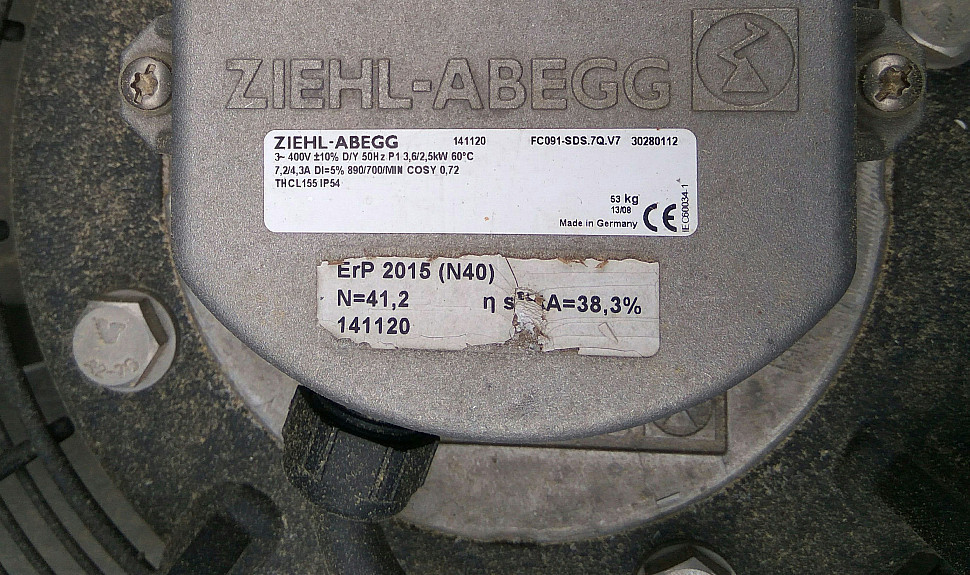 ZIEHL-ABEGG
ZIEHL-ABEGG 141120 FC091-SDS.7Q.V7 30280112
3~ 400V ±10% D/Y 50Hz P1 3,6/2,5kW 60°C
7,2/4,3A DI=5% 890/700/MIN COSY 0,72
THCL155 IP54
53 kg
13/08
Made in Germany CE IEC60034-1
ErP 2015 (N40)
N=41,2 η s A=38,3%
141120
A2-70